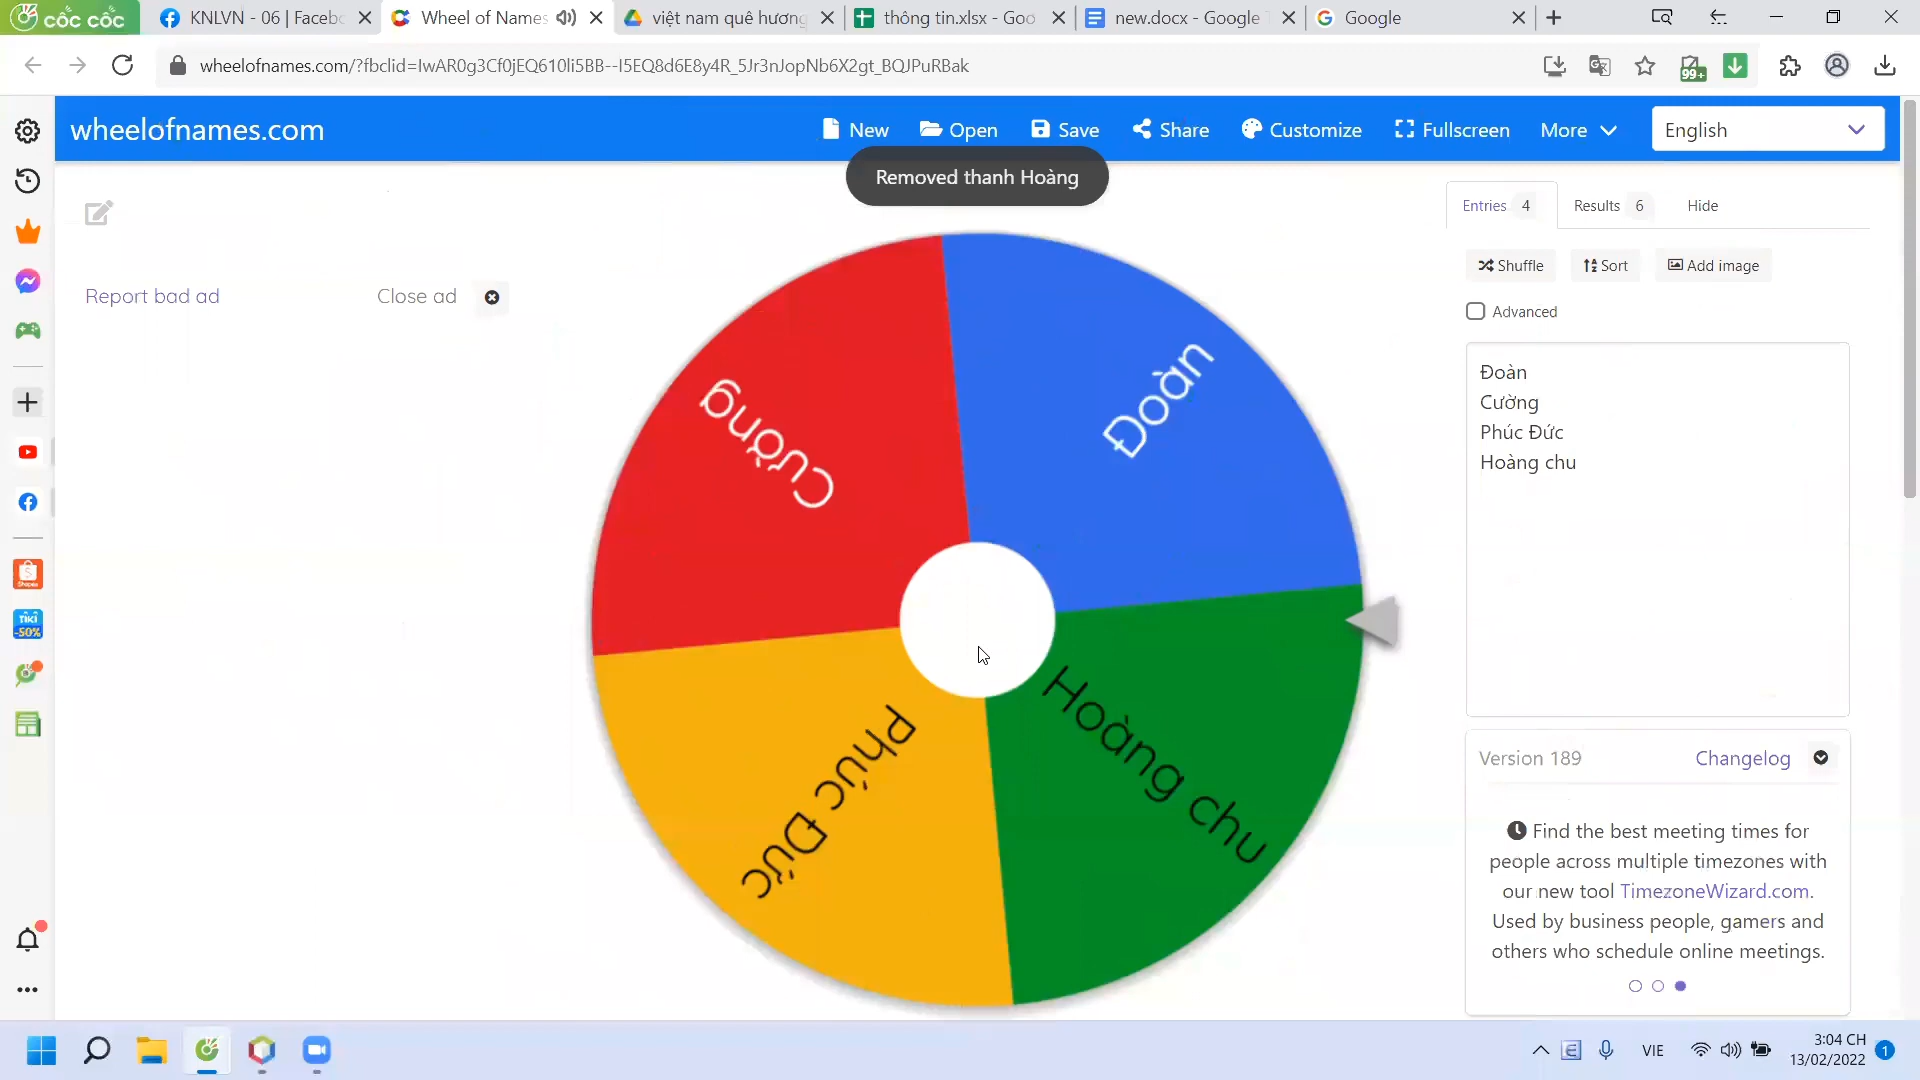 cốc cốc
KNLVN - 06 | Facebo
Wheel of Names
việt nam quê hương
thông tin.xlsx - Goo
new.docx - Google T
Google
wheelofnames.com/?fbclid=IwAR0g3Cf0jEQ610li5BB--I5EQ8d6E8y4R_5Jr3nJopNb6X2gt_BQJPuRBak
99+
wheelofnames.com
New
Open
Save
Share
Customize
Fullscreen
More
English
Removed thanh Hoàng
Report bad ad
Close ad
Cường
Đoàn
Phúc Đức
Hoàng chu
Entries 4
Results 6
Hide
Shuffle
Sort
Add image
Advanced
Đoàn
Cường
Phúc Đức
Hoàng chu
Version 189
Changelog
Find the best meeting times for
people across multiple timezones with
our new tool TimezoneWizard.com.
Used by business people, gamers and
others who schedule online meetings.
Shopee
TIKI
-50%
VIE
3:04 CH
13/02/2022
1